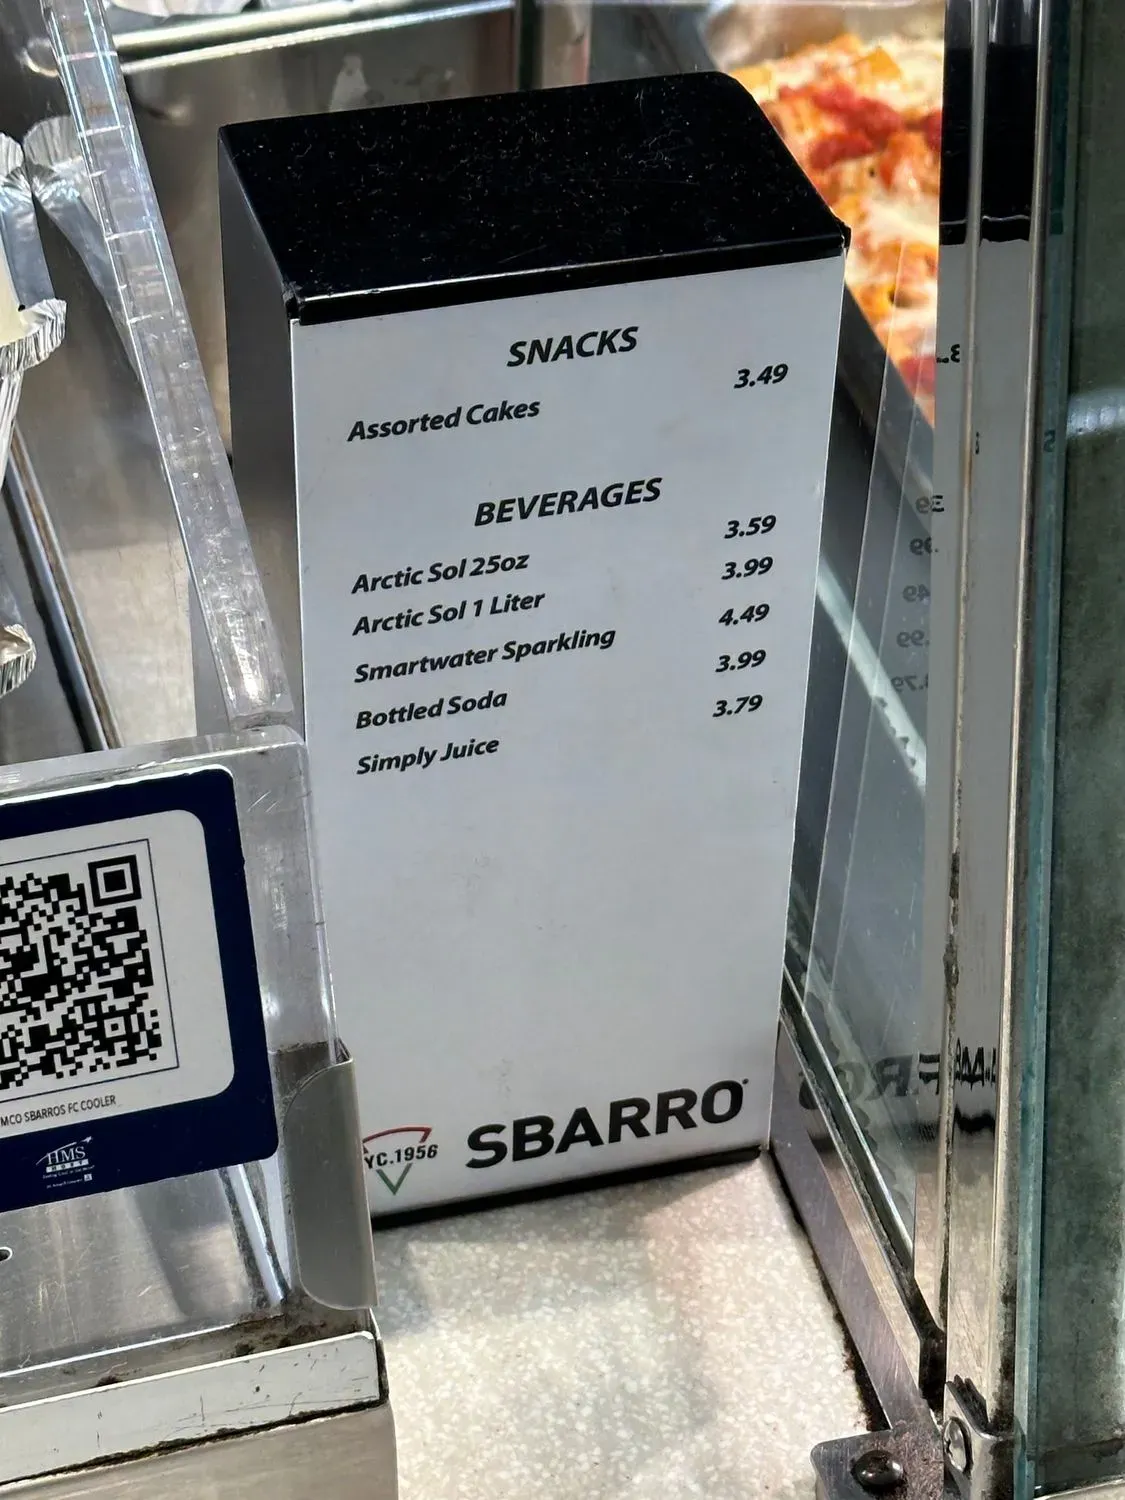 SNACKS
Assorted Cakes 3.49
BEVERAGES
Arctic Sol 25oz 3.59
Arctic Sol 1 Liter 3.99
Smartwater Sparkling 4.49
Bottled Soda 3.99
Simply Juice 3.79
YC.1956 SBARRO
MCO SBARROS FC COOLER
HMS
HOST